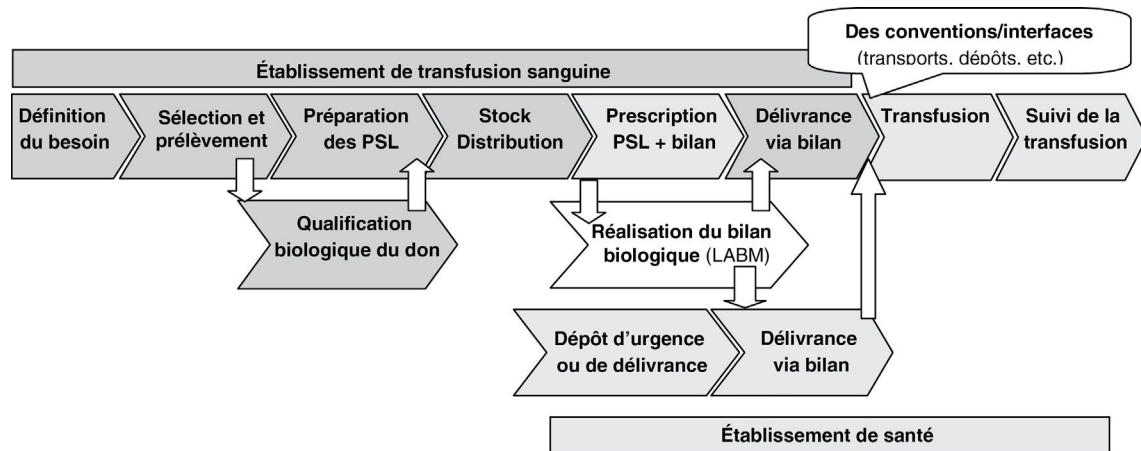 Des conventions/interfaces
(transports, dépôts, etc.)
Établissement de transfusion sanguine
Définition
du besoin
Sélection et
prélèvement
Préparation
des PSL
Stock
Distribution
Prescription
PSL + bilan
Délivrance
via bilan
Transfusion
Suivi de la
transfusion
Qualification
biologique du don
Réalisation du bilan
biologique (LABM)
Dépôt d’urgence
ou de délivrance
Délivrance
via bilan
Établissement de santé